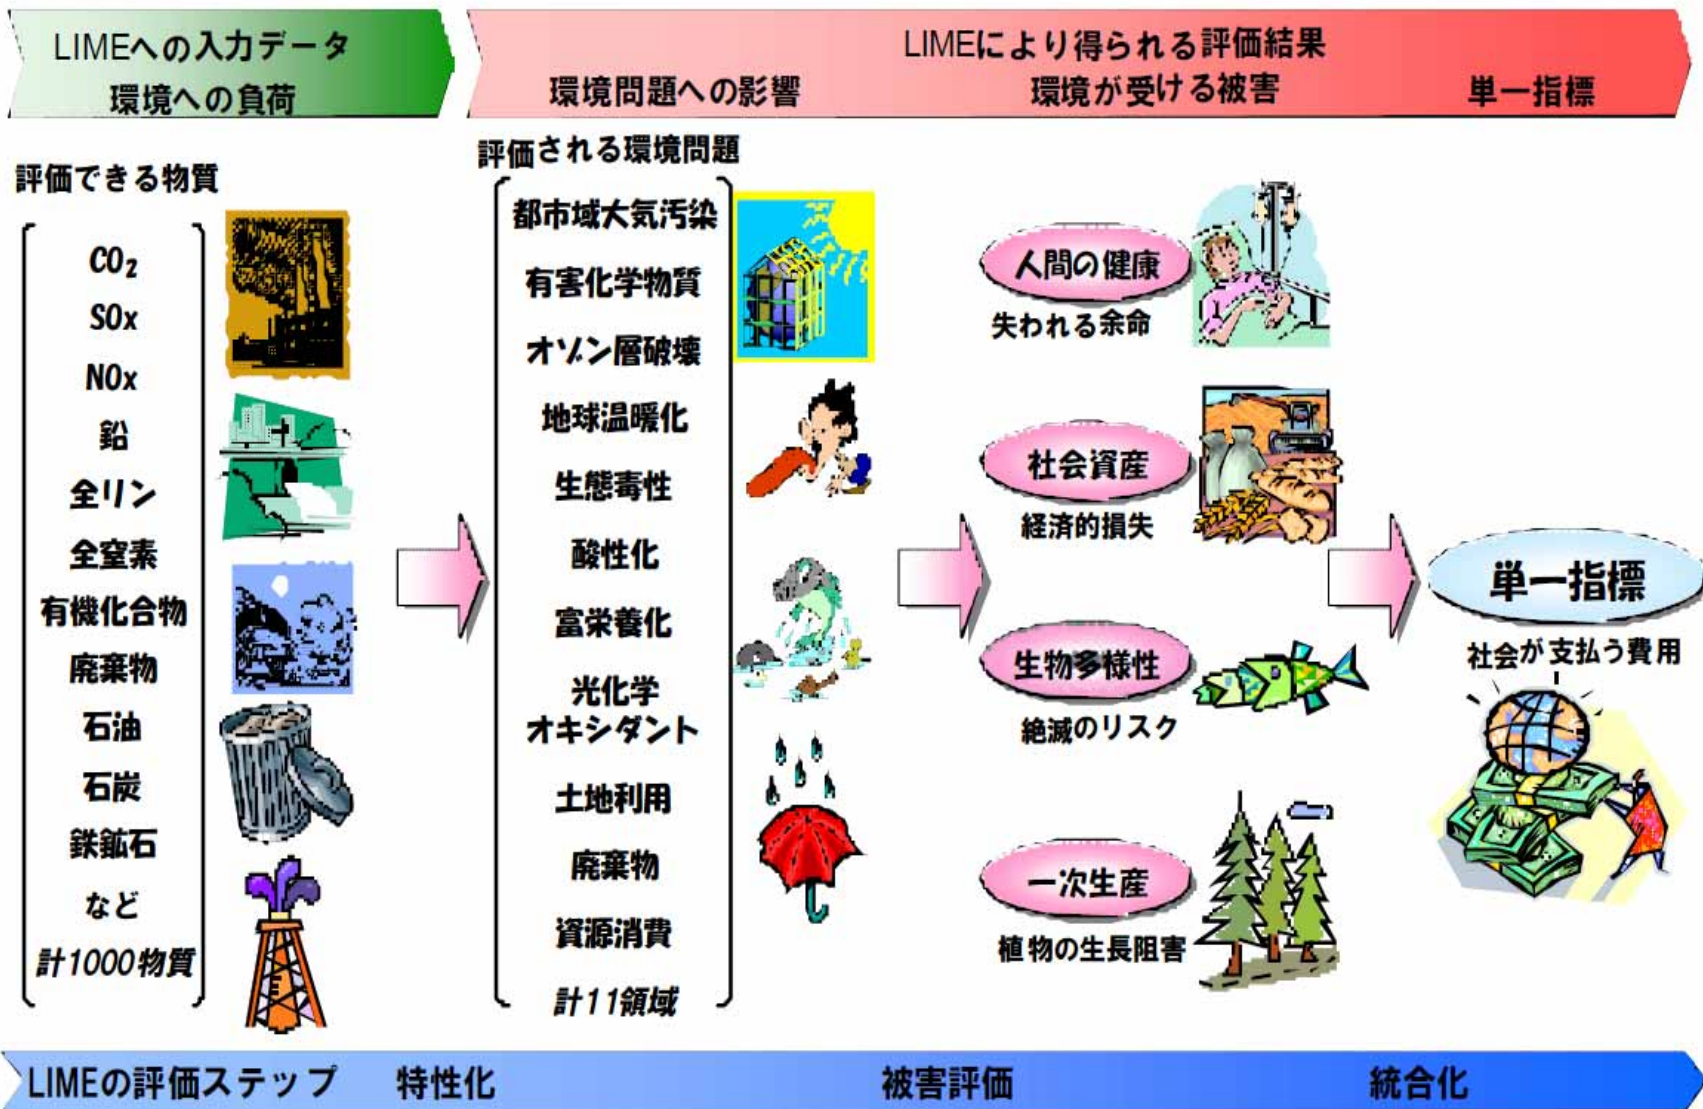 LIMEへの入力データ
環境への負荷
LIMEにより得られる評価結果
環境問題への影響
環境が受ける被害
単一指標
評価できる物質
CO₂
SOx
NOx
鉛
全リン
全窒素
有機化合物
廃棄物
石油
石炭
鉄鉱石
など
計1000物質
評価される環境問題
都市域大気汚染
有害化学物質
オゾン層破壊
地球温暖化
生態毒性
酸性化
富栄養化
光化学
オキシダント
土地利用
廃棄物
資源消費
計11領域
人間の健康
失われる余命
社会資産
経済的損失
生物多様性
絶滅のリスク
一次生産
植物の生長阻害
単一指標
社会が支払う費用
LIMEの評価ステップ
特性化
被害評価
統合化